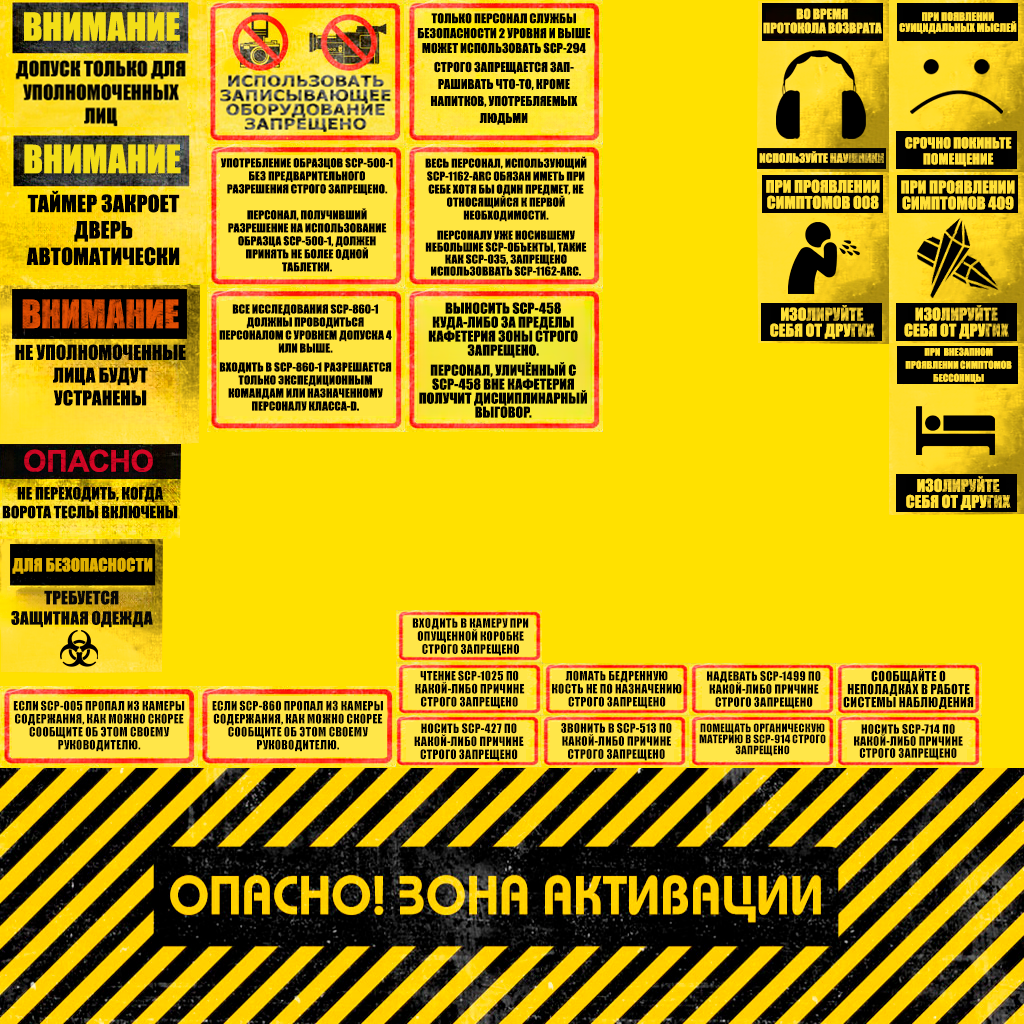 ВНИМАНИЕ
ДОПУСК ТОЛЬКО ДЛЯ
УПОЛНОМОЧЕННЫХ
ЛИЦ
ВНИМАНИЕ
ТАЙМЕР ЗАКРОЕТ
ДВЕРЬ
АВТОМАТИЧЕСКИ
ВНИМАНИЕ
НЕ УПОЛНОМОЧЕННЫЕ
ЛИЦА БУДУТ
УСТРАНЕНЫ
ОПАСНО
НЕ ПЕРЕХОДИТЬ, КОГДА
ВОРОТА ТЕСЛЫ ВКЛЮЧЕНЫ
ДЛЯ БЕЗОПАСНОСТИ
ТРЕБУЕТСЯ
ЗАЩИТНАЯ ОДЕЖДА
ИСПОЛЬЗОВАТЬ
ЗАПИСЫВАЮЩЕЕ
ОБОРУДОВАНИЕ
ЗАПРЕЩЕНО
ТОЛЬКО ПЕРСОНАЛ СЛУЖБЫ
БЕЗОПАСНОСТИ 2 УРОВНЯ И ВЫШЕ
МОЖЕТ ИСПОЛЬЗОВАТЬ SCP-294
СТРОГО ЗАПРЕЩАЕТСЯ ЗАП-
РАШИВАТЬ ЧТО-ТО, КРОМЕ
НАПИТКОВ, УПОТРЕБЛЯЕМЫХ
ЛЮДЬМИ
УПОТРЕБЛЕНИЕ ОБРАЗЦОВ SCP-500-1
БЕЗ ПРЕДВАРИТЕЛЬНОГО
РАЗРЕШЕНИЯ СТРОГО ЗАПРЕЩЕНО.
ПЕРСОНАЛ, ПОЛУЧИВШИЙ
РАЗРЕШЕНИЕ НА ИСПОЛЬЗОВАНИЕ
ОБРАЗЦА SCP-500-1, ДОЛЖЕН
ПРИНЯТЬ НЕ БОЛЕЕ ОДНОЙ
ТАБЛЕТКИ.
ВЕСЬ ПЕРСОНАЛ, ИСПОЛЬЗУЮЩИЙ
SCP-1162-ARC ОБЯЗАН ИМЕТЬ ПРИ
СЕБЕ ХОТЯ БЫ ОДИН ПРЕДМЕТ, НЕ
ОТНОСЯЩИЙСЯ К ПЕРВОЙ
НЕОБХОДИМОСТИ.
ПЕРСОНАЛУ УЖЕ НОСИВШЕМУ
НЕБОЛЬШИЕ SCP-ОБЪЕКТЫ, ТАКИЕ
КАК SCP-035, ЗАПРЕЩЕНО
ИСПОЛЬЗОВВАТЬ SCP-1162-ARC.
ВСЕ ИССЛЕДОВАНИЯ SCP-860-1
ДОЛЖНЫ ПРОВОДИТЬСЯ
ПЕРСОНАЛОМ С УРОВНЕМ ДОПУСКА 4
ИЛИ ВЫШЕ.
ВХОДИТЬ В SCP-860-1 РАЗРЕШАЕТСЯ
ТОЛЬКО ЭКСПЕДИЦИОННЫМ
КОМАНДАМ ИЛИ НАЗНАЧЕННОМУ
ПЕРСОНАЛУ КЛАССА-D.
ВЫНОСИТЬ SCP-458
КУДА-ЛИБО ЗА ПРЕДЕЛЫ
КАФЕТЕРИЯ ЗОНЫ СТРОГО
ЗАПРЕЩЕНО.
ПЕРСОНАЛ, УЛИЧЁННЫЙ С
SCP-458 ВНЕ КАФЕТЕРИЯ
ПОЛУЧИТ ДИСЦИПЛИНАРНЫЙ
ВЫГОВОР.
ВО ВРЕМЯ
ПРОТОКОЛА ВОЗВРАТА
ИСПОЛЬЗУЙТЕ НАУШНИКИ
ПРИ ПОЯВЛЕНИИ
СУИЦИДАЛЬНЫХ МЫСЛЕЙ
СРОЧНО ПОКИНЬТЕ
ПОМЕЩЕНИЕ
ПРИ ПРОЯВЛЕНИИ
СИМПТОМОВ 008
ИЗОЛИРУЙТЕ
СЕБЯ ОТ ДРУГИХ
ПРИ ПРОЯВЛЕНИИ
СИМПТОМОВ 409
ИЗОЛИРУЙТЕ
СЕБЯ ОТ ДРУГИХ
ПРИ ВНЕЗАПНОМ
ПРОЯВЛЕНИИ СИМПТОМОВ
БЕССОНИЦЫ
ИЗОЛИРУЙТЕ
СЕБЯ ОТ ДРУГИХ
ВХОДИТЬ В КАМЕРУ ПРИ
ОПУЩЕННОЙ КОРОБКЕ
СТРОГО ЗАПРЕЩЕНО
ЧТЕНИЕ SCP-1025 ПО
КАКОЙ-ЛИБО ПРИЧИНЕ
СТРОГО ЗАПРЕЩЕНО
ЛОМАТЬ БЕДРЕННУЮ
КОСТЬ НЕ ПО НАЗНАЧЕНИЮ
СТРОГО ЗАПРЕЩЕНО
НАДЕВАТЬ SCP-1499 ПО
КАКОЙ-ЛИБО ПРИЧИНЕ
СТРОГО ЗАПРЕЩЕНО
СООБЩАЙТЕ О
НЕПОЛАДКАХ В РАБОТЕ
СИСТЕМЫ НАБЛЮДЕНИЯ
ЕСЛИ SCP-005 ПРОПАЛ ИЗ КАМЕРЫ
СОДЕРЖАНИЯ, КАК МОЖНО СКОРЕЕ
СООБЩИТЕ ОБ ЭТОМ СВОЕМУ
РУКОВОДИТЕЛЮ.
ЕСЛИ SCP-860 ПРОПАЛ ИЗ КАМЕРЫ
СОДЕРЖАНИЯ, КАК МОЖНО СКОРЕЕ
СООБЩИТЕ ОБ ЭТОМ СВОЕМУ
РУКОВОДИТЕЛЮ.
НОСИТЬ SCP-427 ПО
КАКОЙ-ЛИБО ПРИЧИНЕ
СТРОГО ЗАПРЕЩЕНО
ЗВОНИТЬ В SCP-513 ПО
КАКОЙ-ЛИБО ПРИЧИНЕ
СТРОГО ЗАПРЕЩЕНО
ПОМЕЩАТЬ ОРГАНИЧЕСКУЮ
МАТЕРИЮ В SCP-914 СТРОГО
ЗАПРЕЩЕНО
НОСИТЬ SCP-714 ПО
КАКОЙ-ЛИБО ПРИЧИНЕ
СТРОГО ЗАПРЕЩЕНО
ОПАСНО! ЗОНА АКТИВАЦИИ